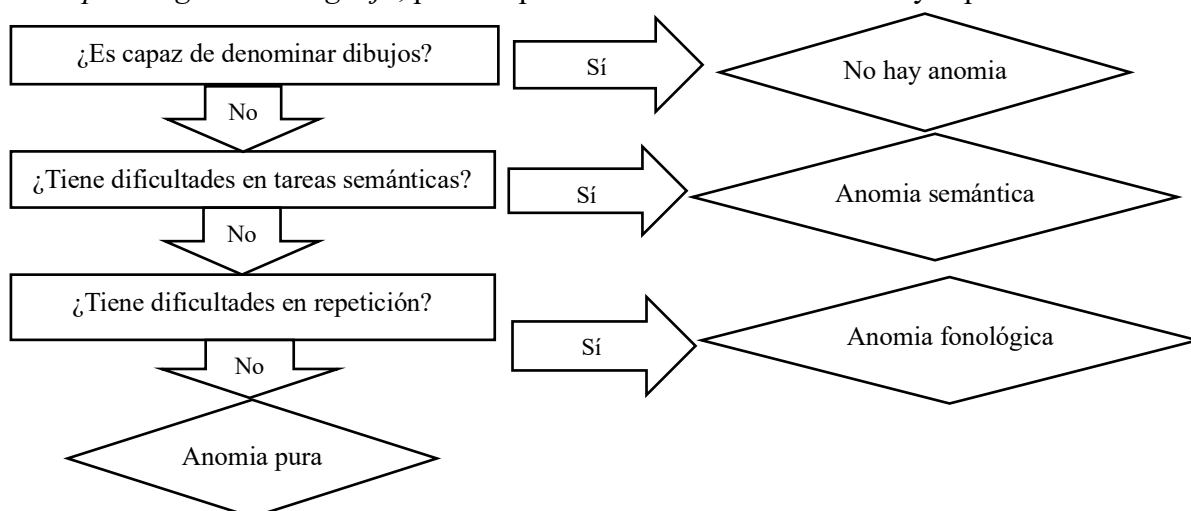 ¿Es capaz de denominar dibujos?
Sí
No hay anomia
No
¿Tiene dificultades en tareas semánticas?
Sí
Anomia semántica
No
¿Tiene dificultades en repetición?
Sí
Anomia fonológica
No
Anomia pura